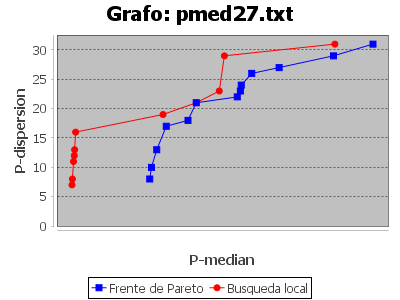 Grafo: pmed27.txt
P-dispersion
30
25
20
15
10
5
0
P-median
Frente de Pareto
Busqueda local